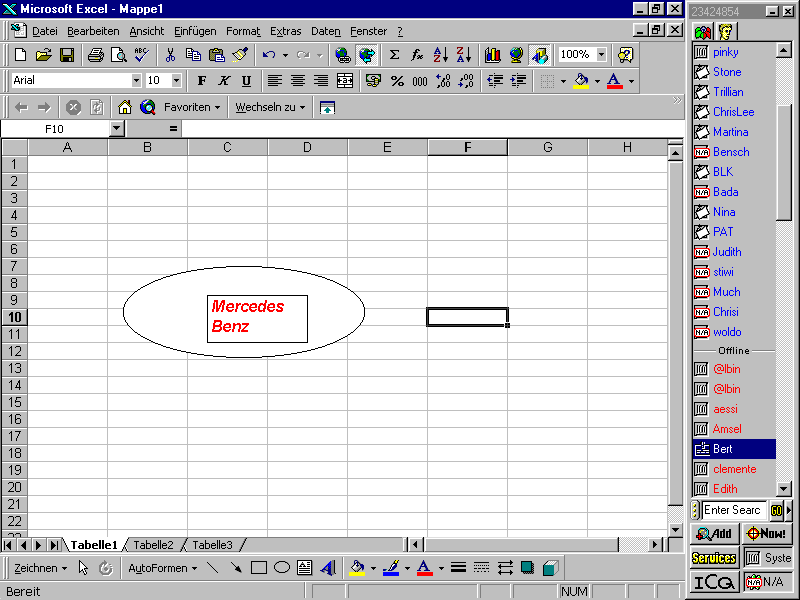 Microsoft Excel - Mappe1
23424854
Datei Bearbeiten Ansicht Einfügen Format Extras Daten Fenster ?
100%
Arial 10 F K U
% 000
Favoriten Wechseln zu
F10 =
A B C D E F G H
1
2
3
4
5
6
7
8
9
10
11
12
13
14
15
16
17
18
19
20
21
22
Mercedes
Benz
Tabelle1 Tabelle2 Tabelle3
Zeichnen AutoFormen
Bereit NUM
pinky
Stone
Trillian
ChrisLee
Martina
N/A Bensch
BLK
N/A Bada
Nina
PAT
N/A Judith
N/A stiwi
N/A Much
N/A Chrisi
N/A woldo
Offline
@lbin
@lbin
aessi
Amsel
Bert
clemente
Edith
Enter Searc GO
Add Now!
Services Syste
ICQ N/A